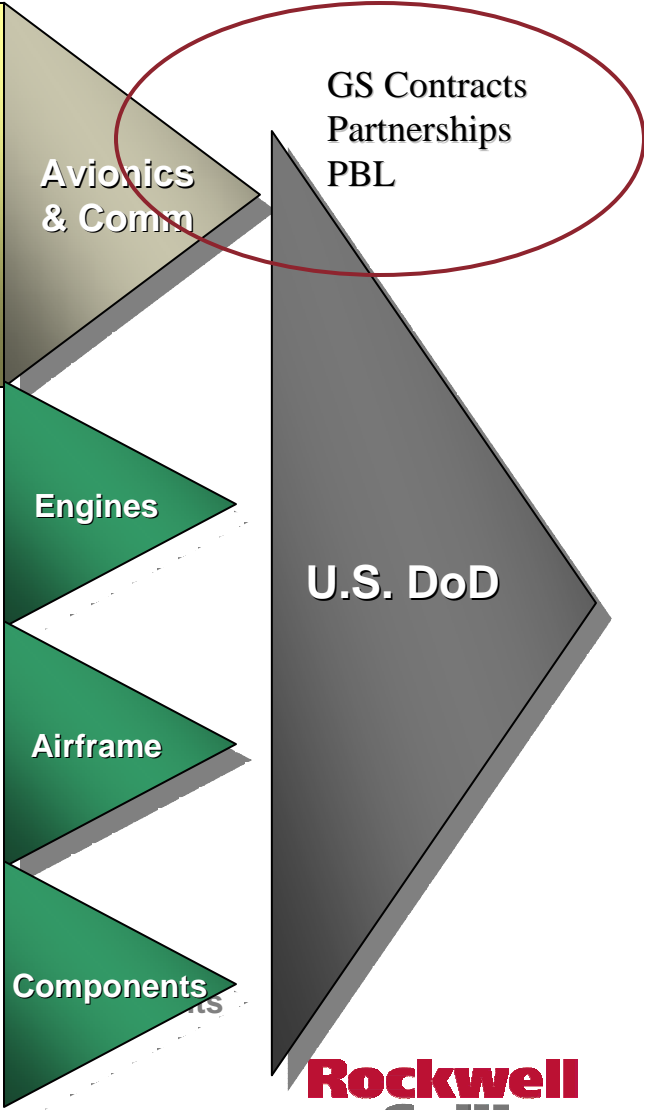 GS Contracts
Partnerships
PBL
Avionics
& Comm
Engines
U.S. DoD
Airframe
Components
Rockwell